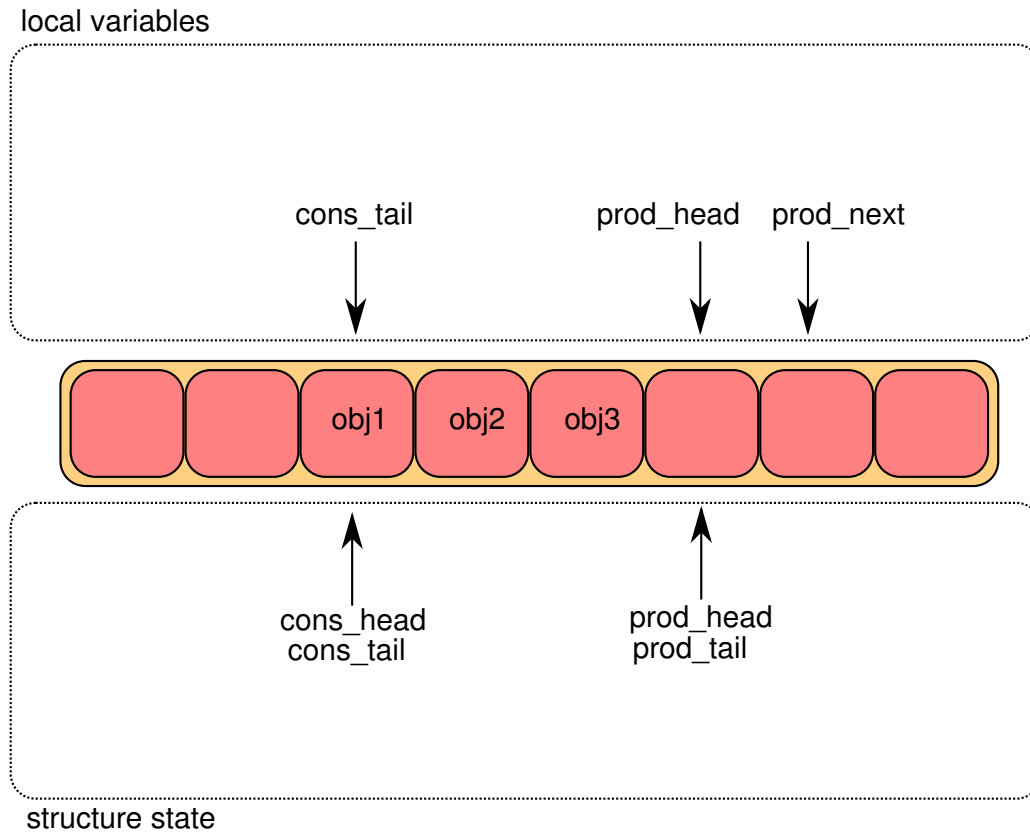 local variables
cons_tail prod_head prod_next
obj1 obj2 obj3
cons_head prod_head
cons_tail prod_tail
structure state